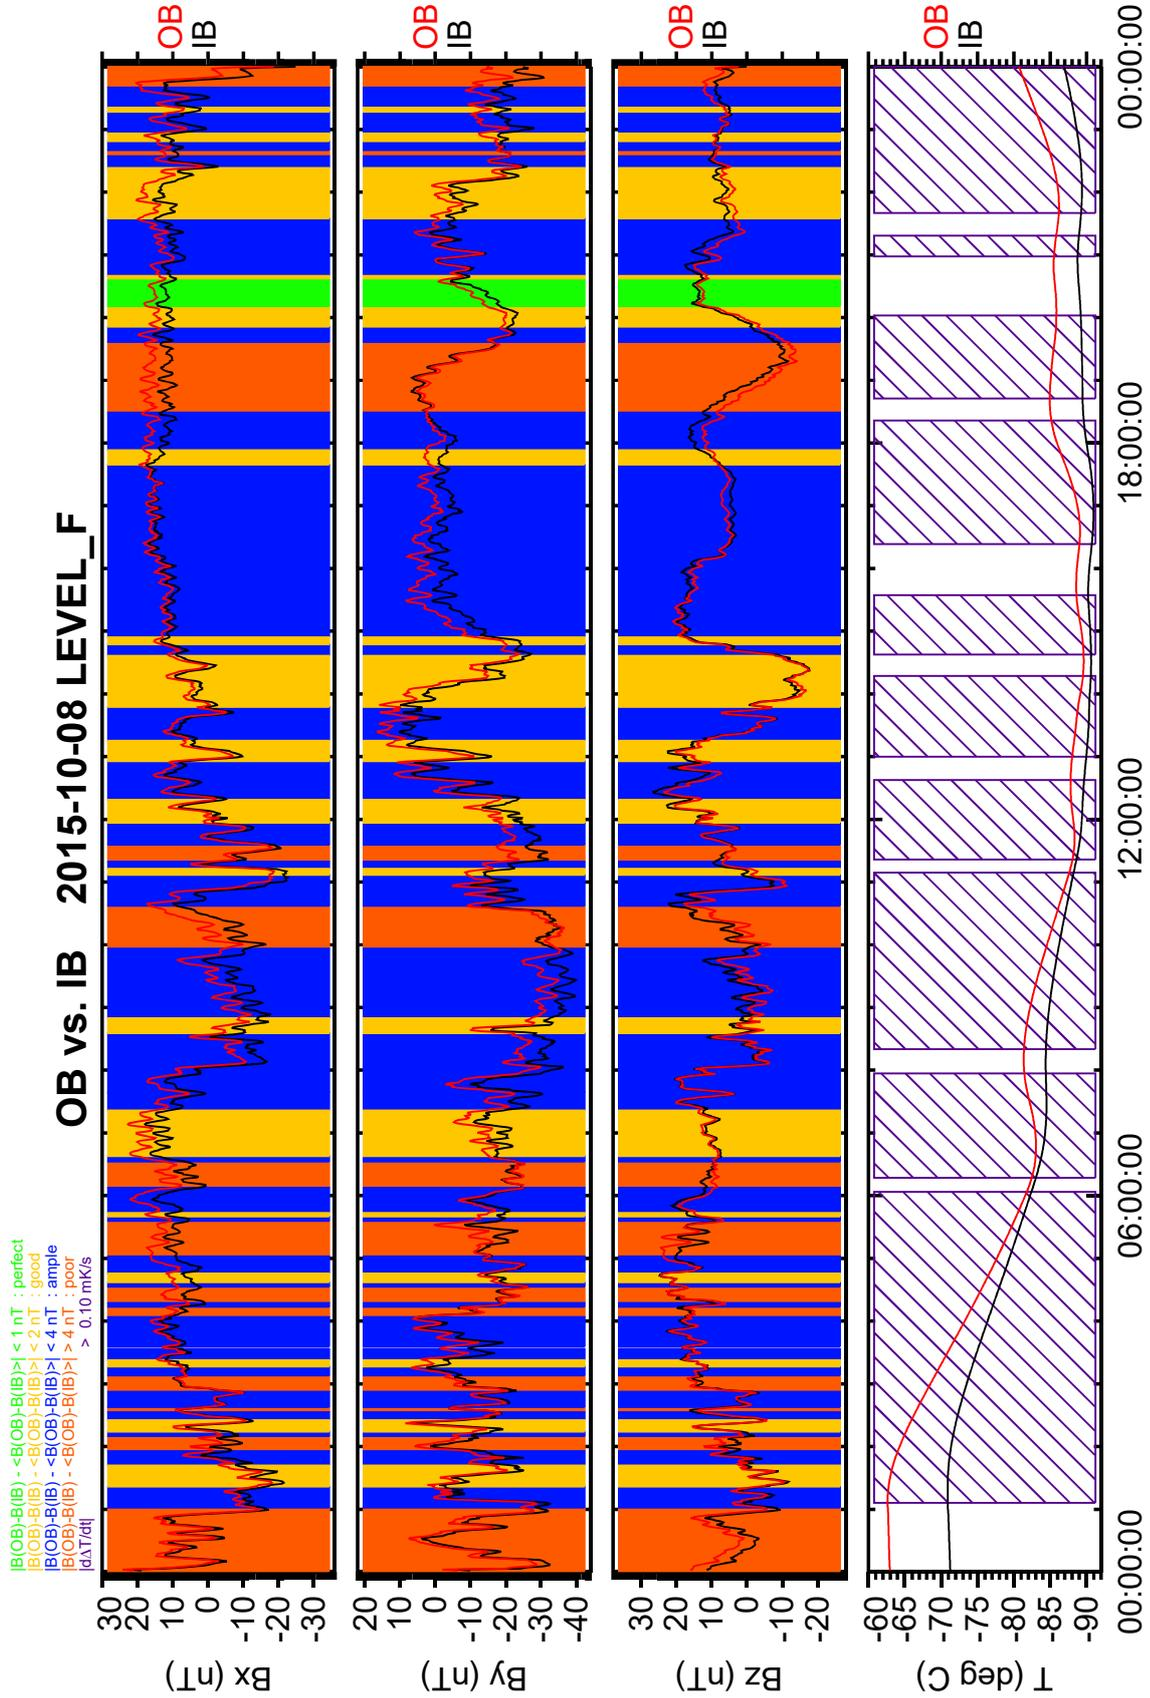 |B(OB)-B(IB) - <B(OB)-B(IB)>| < 1 nT : perfect
|B(OB)-B(IB) - <B(OB)-B(IB)>| < 2 nT : good
|B(OB)-B(IB) - <B(OB)-B(IB)>| < 4 nT : ample
|B(OB)-B(IB) - <B(OB)-B(IB)>| > 4 nT : poor
|dΔT/dt| > 0.10 mK/s
OB vs. IB 2015-10-08 LEVEL_F
Bx (nT)
30
20
10
0
-10
-20
-30
OB
IB
By (nT)
20
10
0
-10
-20
-30
-40
OB
IB
Bz (nT)
30
20
10
0
-10
-20
OB
IB
T (deg C)
-60
-65
-70
-75
-80
-85
-90
OB
IB
00:00:00 06:00:00 12:00:00 18:00:00 00:00:00